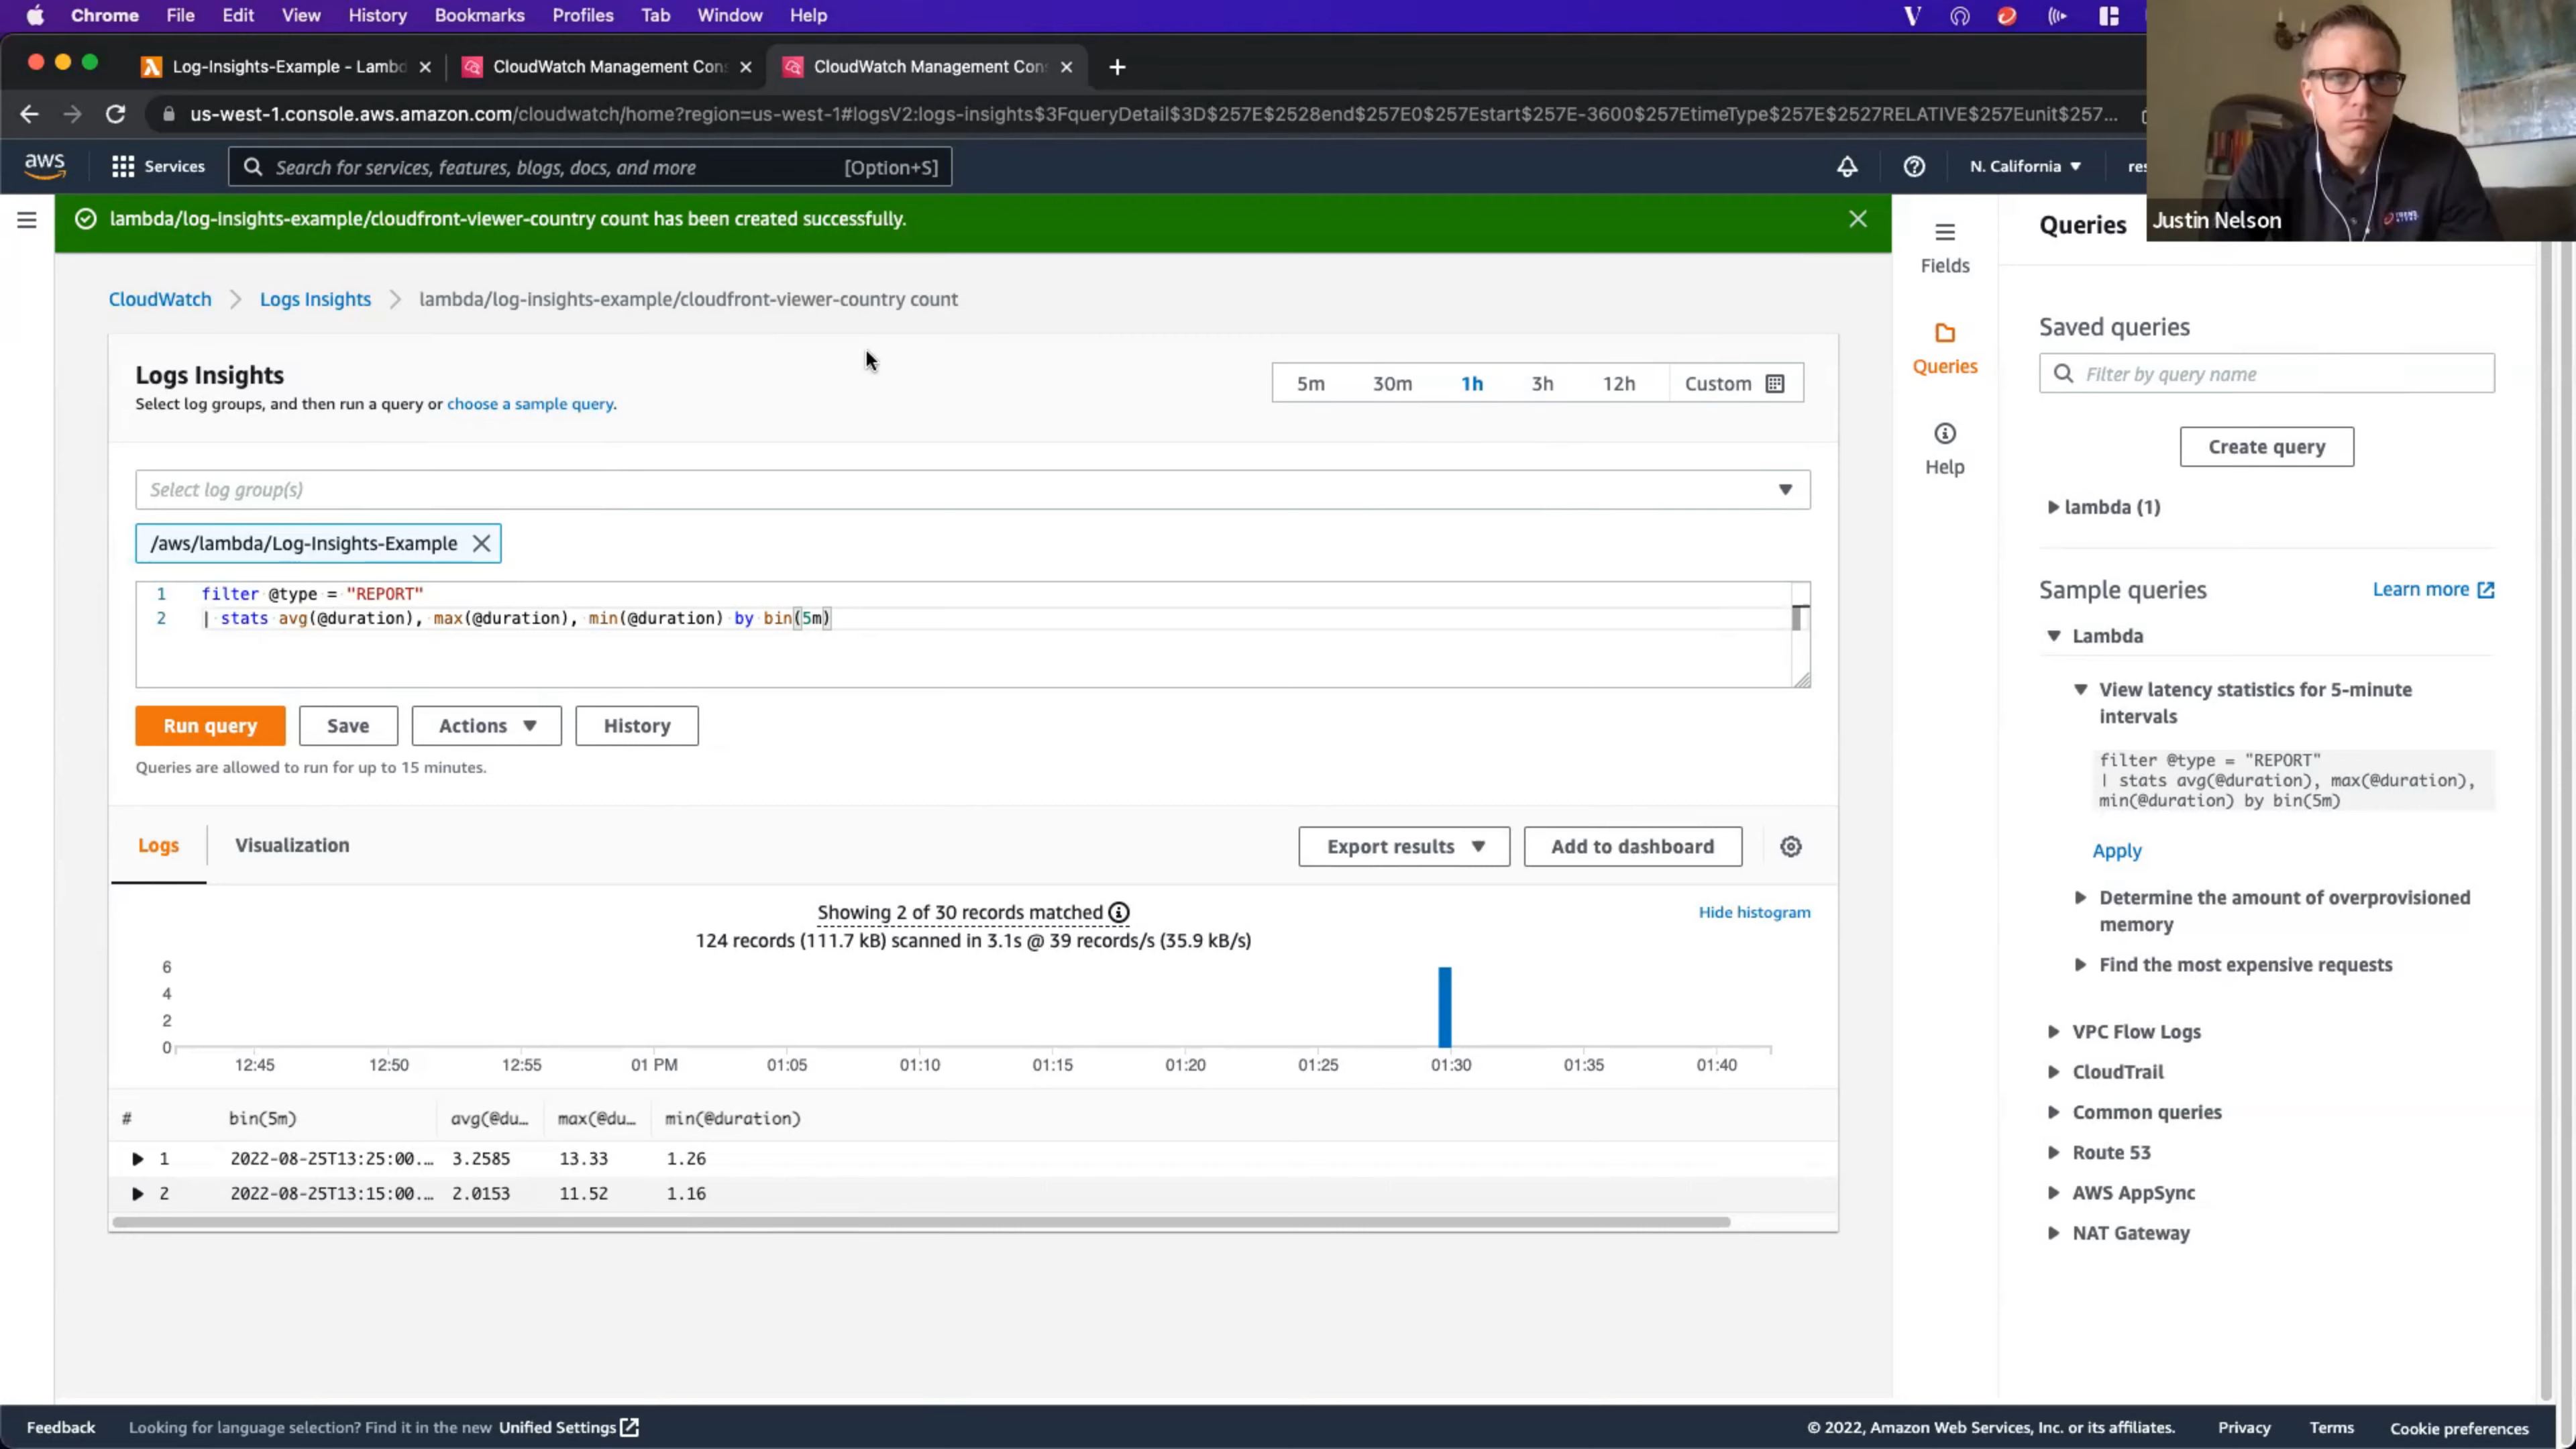 Chrome File Edit View History Bookmarks Profiles Tab Window Help
Log-Insights-Example - Lambd
CloudWatch Management Con
CloudWatch Management Con
us-west-1.console.aws.amazon.com/cloudwatch/home?region=us-west-1#logsV2:logs-insights$3FqueryDetail$3D$257E$2528end$257E0$257Estart$257E-3600$257EtimeType$257E$2527RELATIVE$257Eunit$257...
aws Services Search for services, features, blogs, docs, and more [Option+S] N. California
Justin Nelson
lambda/log-insights-example/cloudfront-viewer-country count has been created successfully.
CloudWatch > Logs Insights > lambda/log-insights-example/cloudfront-viewer-country count
Logs Insights
Select log groups, and then run a query or choose a sample query.
5m 30m 1h 3h 12h Custom
Select log group(s)
/aws/lambda/Log-Insights-Example
1 filter @type = "REPORT"
2 | stats avg(@duration), max(@duration), min(@duration) by bin(5m)
Run query Save Actions History
Queries are allowed to run for up to 15 minutes.
Logs Visualization Export results Add to dashboard
Showing 2 of 30 records matched
Hide histogram
124 records (111.7 kB) scanned in 3.1s @ 39 records/s (35.9 kB/s)
6
4
2
0
12:45 12:50 12:55 01 PM 01:05 01:10 01:15 01:20 01:25 01:30 01:35 01:40
# bin(5m) avg(@du... max(@du... min(@duration)
1 2022-08-25T13:25:00.... 3.2585 13.33 1.26
2 2022-08-25T13:15:00.... 2.0153 11.52 1.16
Fields
Queries
Help
Queries
Saved queries
Filter by query name
Create query
lambda (1)
Sample queries Learn more
Lambda
View latency statistics for 5-minute
intervals
filter @type = "REPORT"
| stats avg(@duration), max(@duration),
min(@duration) by bin(5m)
Apply
Determine the amount of overprovisioned
memory
Find the most expensive requests
VPC Flow Logs
CloudTrail
Common queries
Route 53
AWS AppSync
NAT Gateway
Feedback Looking for language selection? Find it in the new Unified Settings © 2022, Amazon Web Services, Inc. or its affiliates. Privacy Terms Cookie preferences